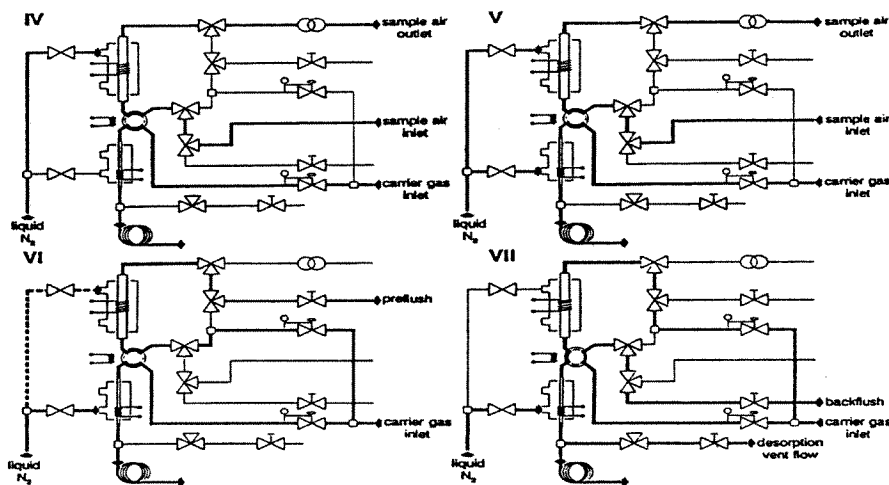 IV
sample air
outlet
sample air
inlet
carrier gas
inlet
liquid
N₂
V
sample air
outlet
sample air
inlet
carrier gas
inlet
liquid
N₂
VI
preflush
carrier gas
inlet
liquid
N₂
VII
backflush
carrier gas
inlet
desorption
vent flow
liquid
N₂